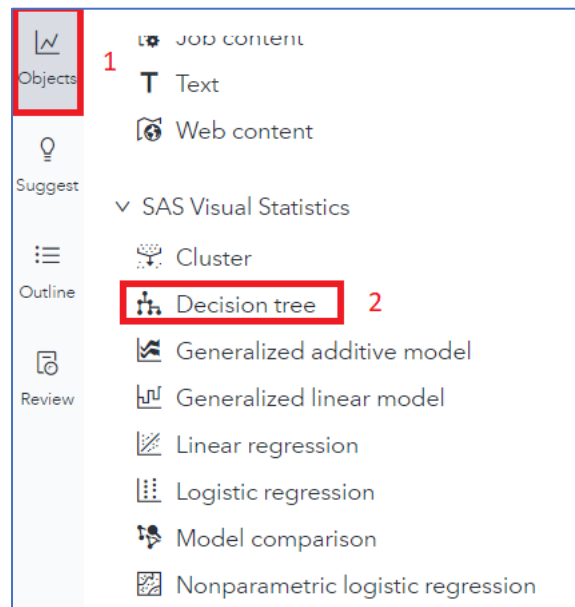 Objects
1
Suggest
Outline
Review
Job content
T Text
Web content
SAS Visual Statistics
Cluster
Decision tree 2
Generalized additive model
Generalized linear model
Linear regression
Logistic regression
Model comparison
Nonparametric logistic regression